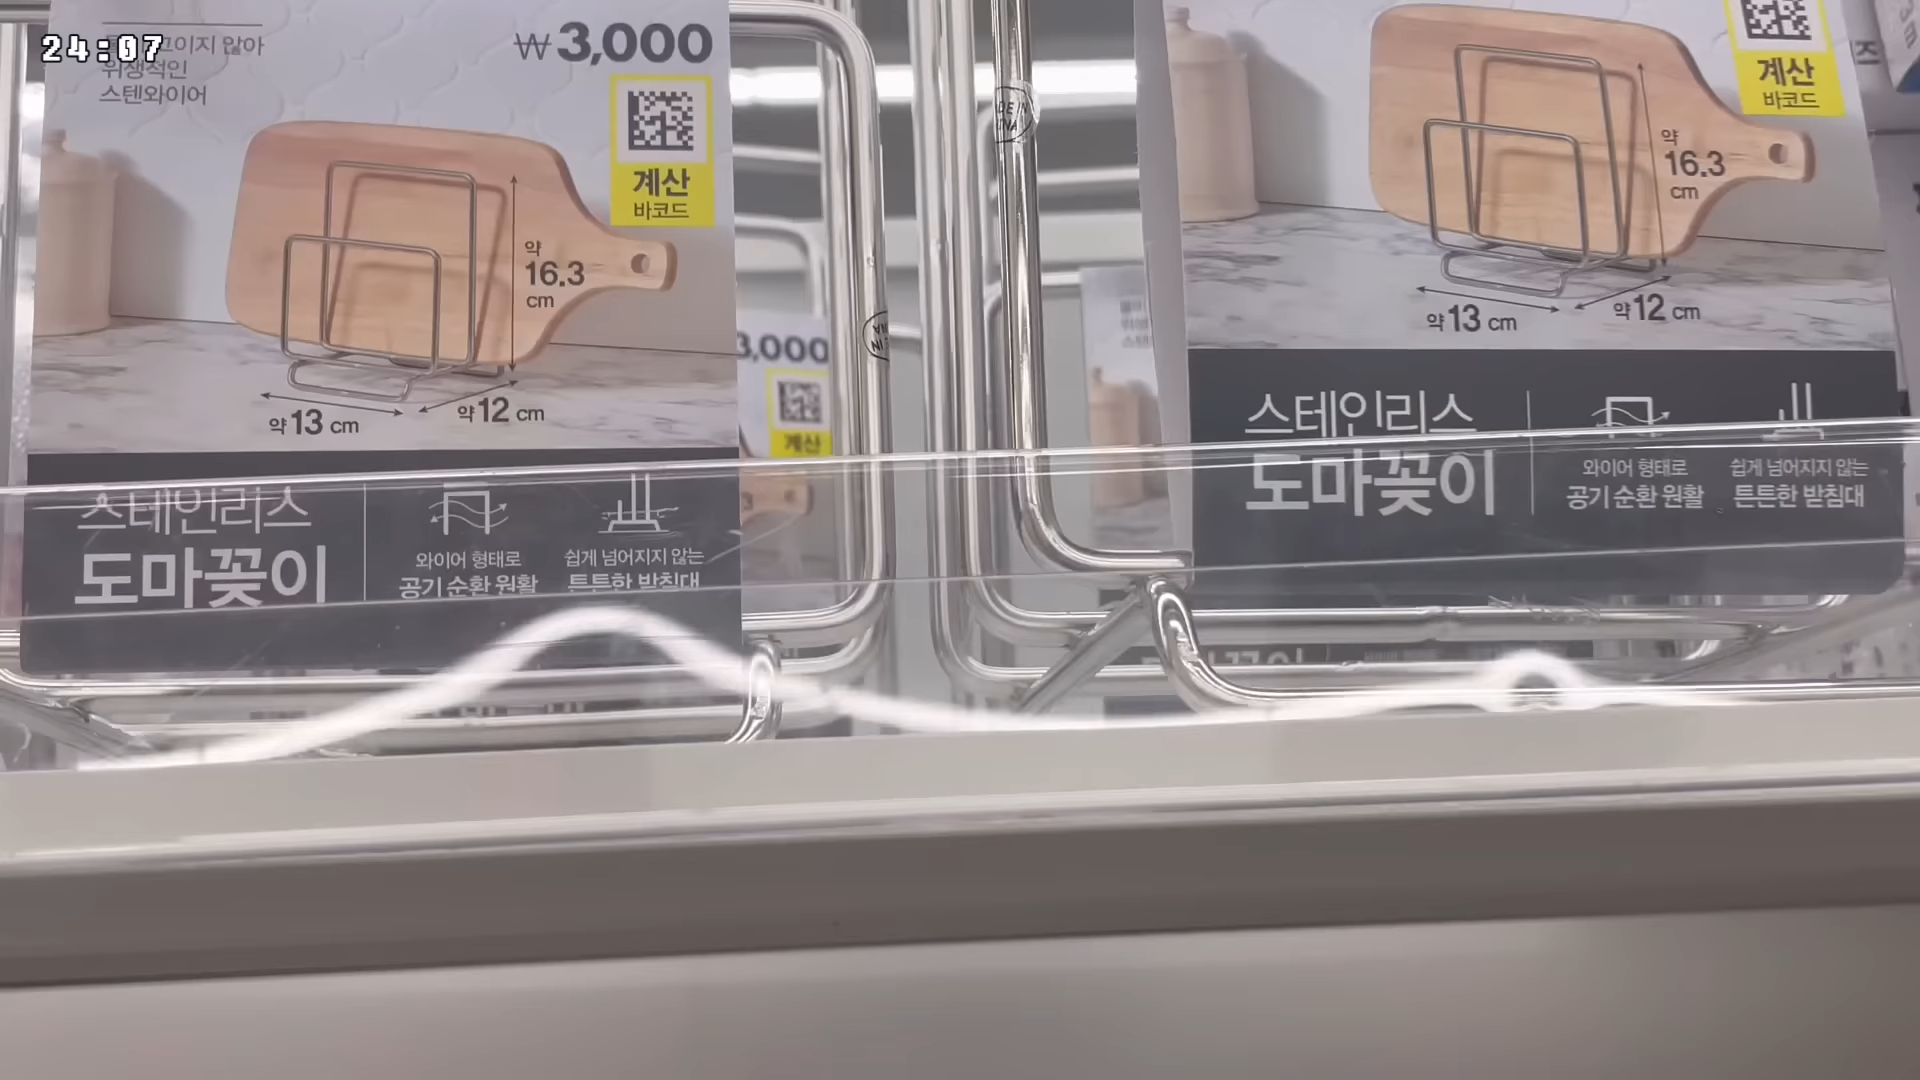 24:07
이지 않아
위생적인
스텐와이어
₩3,000
계산
바코드
약
16.3
cm
약13 cm
약12 cm
스테인리스
도마꽂이
와이어 형태로
공기 순환 원활
쉽게 넘어지지 않는
튼튼한 받침대
3,000
계산
계산
바코드
약
16.3
cm
약13 cm
약12 cm
스테인리스
도마꽂이
와이어 형태로
공기 순환 원활
쉽게 넘어지지 않는
튼튼한 받침대